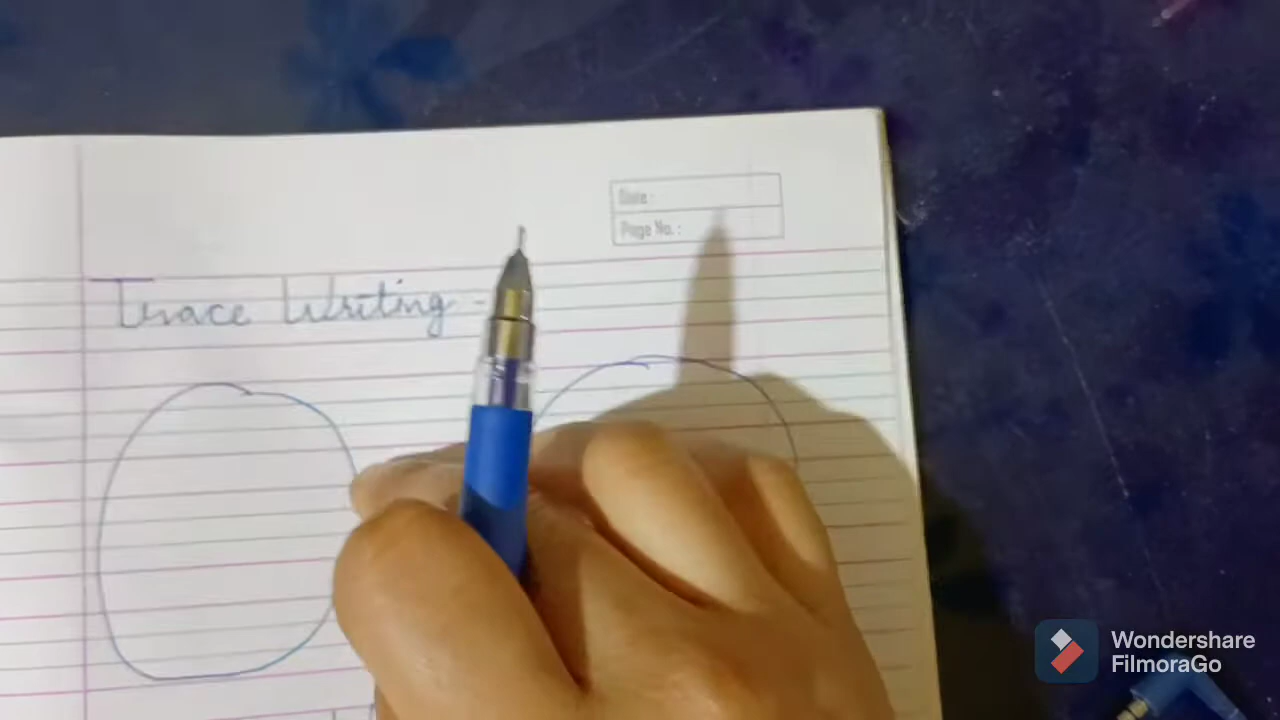 Date :
Page No. :
Trace Writing -
Wondershare
FilmoraGo